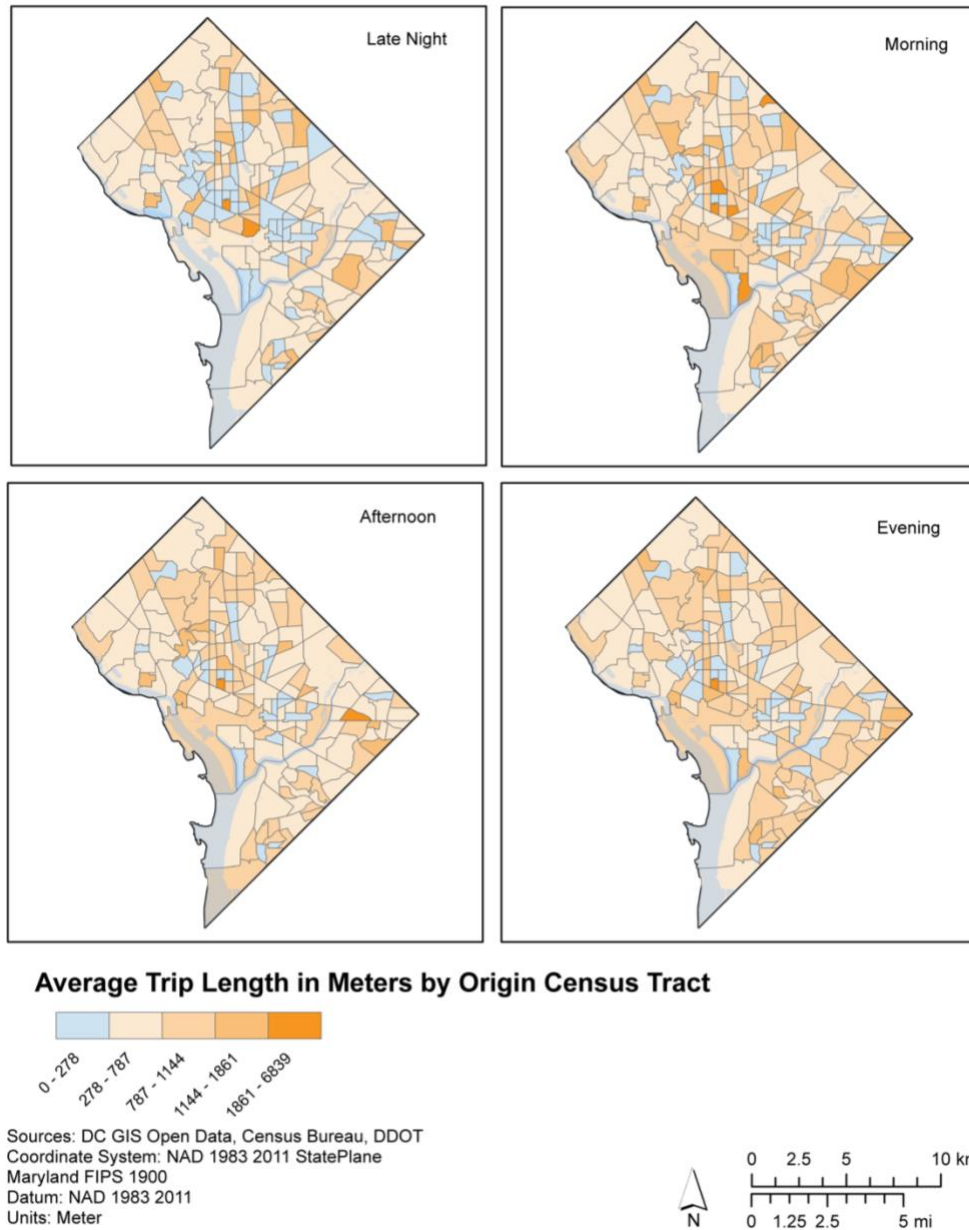 Late Night
Morning
Afternoon
Evening
Average Trip Length in Meters by Origin Census Tract
0 - 278
278 - 787
787 - 1144
1144 - 1861
1861 - 6839
Sources: DC GIS Open Data, Census Bureau, DDOT
Coordinate System: NAD 1983 2011 StatePlane
Maryland FIPS 1900
Datum: NAD 1983 2011
Units: Meter
N
0 2.5 5 10 km
0 1.25 2.5 5 mi